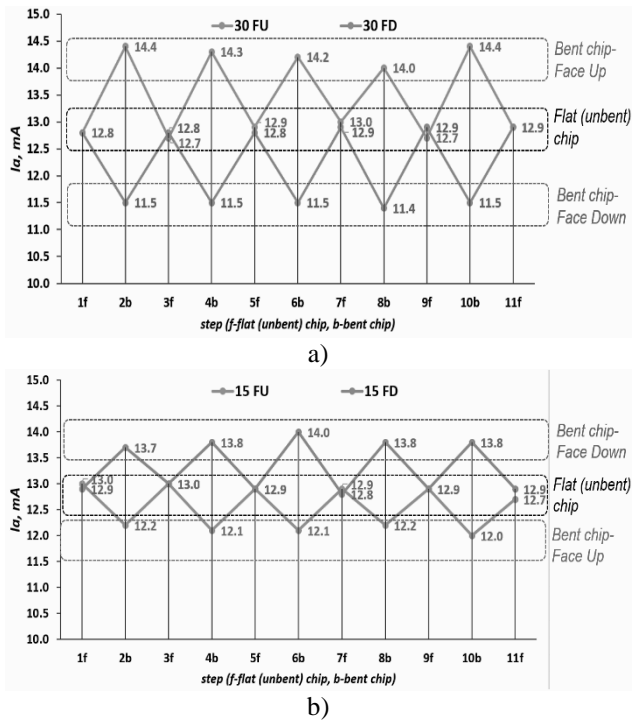 30 FU 30 FD
15.0
14.5
14.0
13.5
13.0
12.5
12.0
11.5
11.0
10.5
10.0
Ia, mA
12.8
14.4
11.5
12.8
12.7
14.3
11.5
12.9
12.8
14.2
11.5
13.0
12.9
14.0
11.4
12.9
12.7
14.4
11.5
12.9
Bent chip-
Face Up
Flat (unbent)
chip
Bent chip-
Face Down
1f 2b 3f 4b 5f 6b 7f 8b 9f 10b 11f
step (f-flat (unbent) chip, b-bent chip)
a)
15 FU 15 FD
15.0
14.5
14.0
13.5
13.0
12.5
12.0
11.5
11.0
10.5
10.0
Ia, mA
13.0
12.9
13.7
12.2
13.0
13.8
12.1
12.9
14.0
12.1
12.9
12.8
13.8
12.2
12.9
13.8
12.0
12.9
12.7
Bent chip-
Face Down
Flat (unbent)
chip
Bent chip-
Face Up
1f 2b 3f 4b 5f 6b 7f 8b 9f 10b 11f
step (f-flat (unbent) chip, b-bent chip)
b)